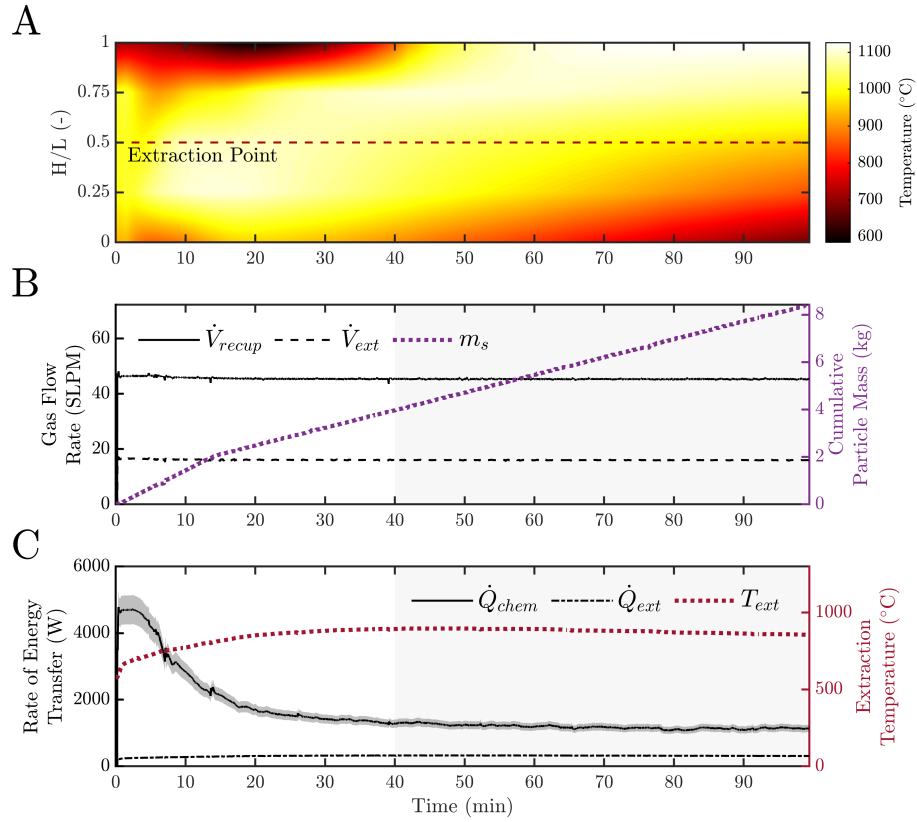 A
H/L (-)
1
0.75
0.5
0.25
0
Extraction Point
0 10 20 30 40 50 60 70 80 90
1100
1000
900
800
700
600
Temperature (°C)
B
Gas Flow
Rate (SLPM)
60
40
20
0
V̇recup V̇ext ms
8
6
4
2
0
Cumulative
Particle Mass (kg)
0 10 20 30 40 50 60 70 80 90
C
Rate of Energy
Transfer (W)
6000
4000
2000
0
Q̇chem Q̇ext Text
1000
500
0
Extraction
Temperature (°C)
0 10 20 30 40 50 60 70 80 90
Time (min)